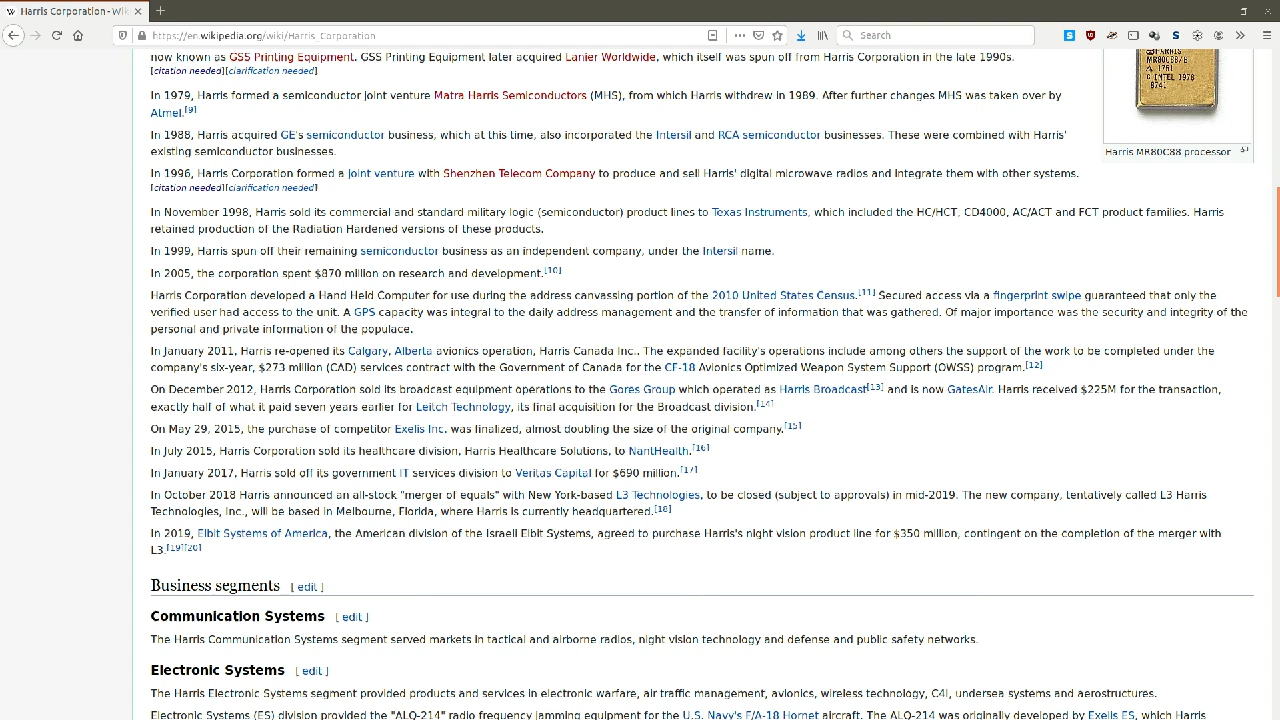 Harris Corporation - Wik
https://en.wikipedia.org/wiki/Harris_Corporation
Search
now known as GSS Printing Equipment. GSS Printing Equipment later acquired Lanier Worldwide, which itself was spun off from Harris Corporation in the late 1990s.
[citation needed][clarification needed]
In 1979, Harris formed a semiconductor joint venture Matra Harris Semiconductors (MHS), from which Harris withdrew in 1989. After further changes MHS was taken over by
Atmel.[9]
In 1988, Harris acquired GE's semiconductor business, which at this time, also incorporated the Intersil and RCA semiconductor businesses. These were combined with Harris'
existing semiconductor businesses.
In 1996, Harris Corporation formed a joint venture with Shenzhen Telecom Company to produce and sell Harris' digital microwave radios and integrate them with other systems.
[citation needed][clarification needed]
In November 1998, Harris sold its commercial and standard military logic (semiconductor) product lines to Texas Instruments, which included the HC/HCT, CD4000, AC/ACT and FCT product families. Harris
retained production of the Radiation Hardened versions of these products.
In 1999, Harris spun off their remaining semiconductor business as an independent company, under the Intersil name.
In 2005, the corporation spent $870 million on research and development.[10]
Harris Corporation developed a Hand Held Computer for use during the address canvassing portion of the 2010 United States Census.[11] Secured access via a fingerprint swipe guaranteed that only the
verified user had access to the unit. A GPS capacity was integral to the daily address management and the transfer of information that was gathered. Of major importance was the security and integrity of the
personal and private information of the populace.
In January 2011, Harris re-opened its Calgary, Alberta avionics operation, Harris Canada Inc.. The expanded facility's operations include among others the support of the work to be completed under the
company's six-year, $273 million (CAD) services contract with the Government of Canada for the CF-18 Avionics Optimized Weapon System Support (OWSS) program.[12]
On December 2012, Harris Corporation sold its broadcast equipment operations to the Gores Group which operated as Harris Broadcast[13] and is now GatesAir. Harris received $225M for the transaction,
exactly half of what it paid seven years earlier for Leitch Technology, its final acquisition for the Broadcast division.[14]
On May 29, 2015, the purchase of competitor Exelis Inc. was finalized, almost doubling the size of the original company.[15]
In July 2015, Harris Corporation sold its healthcare division, Harris Healthcare Solutions, to NantHealth.[16]
In January 2017, Harris sold off its government IT services division to Veritas Capital for $690 million.[17]
In October 2018 Harris announced an all-stock "merger of equals" with New York-based L3 Technologies, to be closed (subject to approvals) in mid-2019. The new company, tentatively called L3 Harris
Technologies, Inc., will be based in Melbourne, Florida, where Harris is currently headquartered.[18]
In 2019, Elbit Systems of America, the American division of the Israeli Elbit Systems, agreed to purchase Harris's night vision product line for $350 million, contingent on the completion of the merger with
L3.[19][20]
HARRIS
MR80C88/B
© INTEL 1978
Harris MR80C88 processor
Business segments [ edit ]
Communication Systems [ edit ]
The Harris Communication Systems segment served markets in tactical and airborne radios, night vision technology and defense and public safety networks.
Electronic Systems [ edit ]
The Harris Electronic Systems segment provided products and services in electronic warfare, air traffic management, avionics, wireless technology, C4I, undersea systems and aerostructures.
Electronic Systems (ES) division provided the "ALQ-214" radio frequency jamming equipment for the U.S. Navy's F/A-18 Hornet aircraft. The ALQ-214 was originally developed by Exelis ES, which Harris